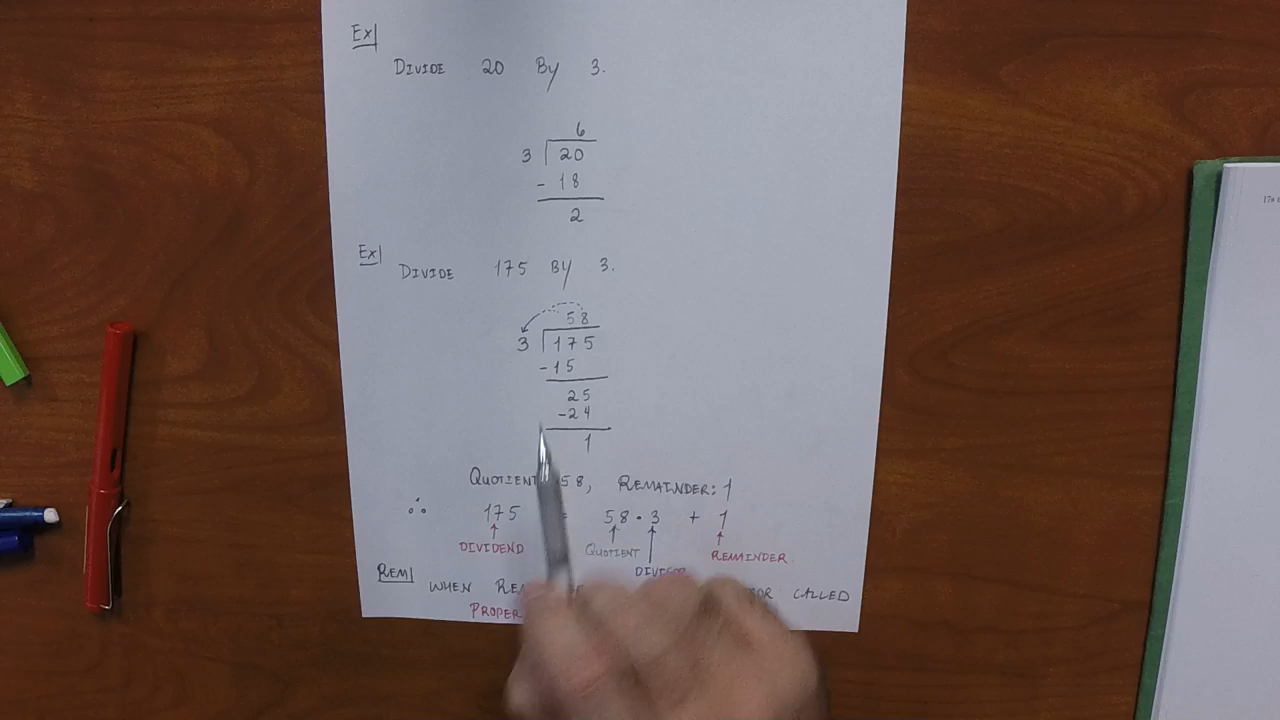 Ex
DIVIDE 20 By 3.
6
3 20
- 18
2
Ex
DIVIDE 175 BY 3.
58
3 175
- 15
25
- 24
1
QUOTIENT 58, REMAINDER: 1
∴ 175 = 58 · 3 + 1
DIVIDEND QUOTIENT REMAINDER
REM WHEN CALLED
17